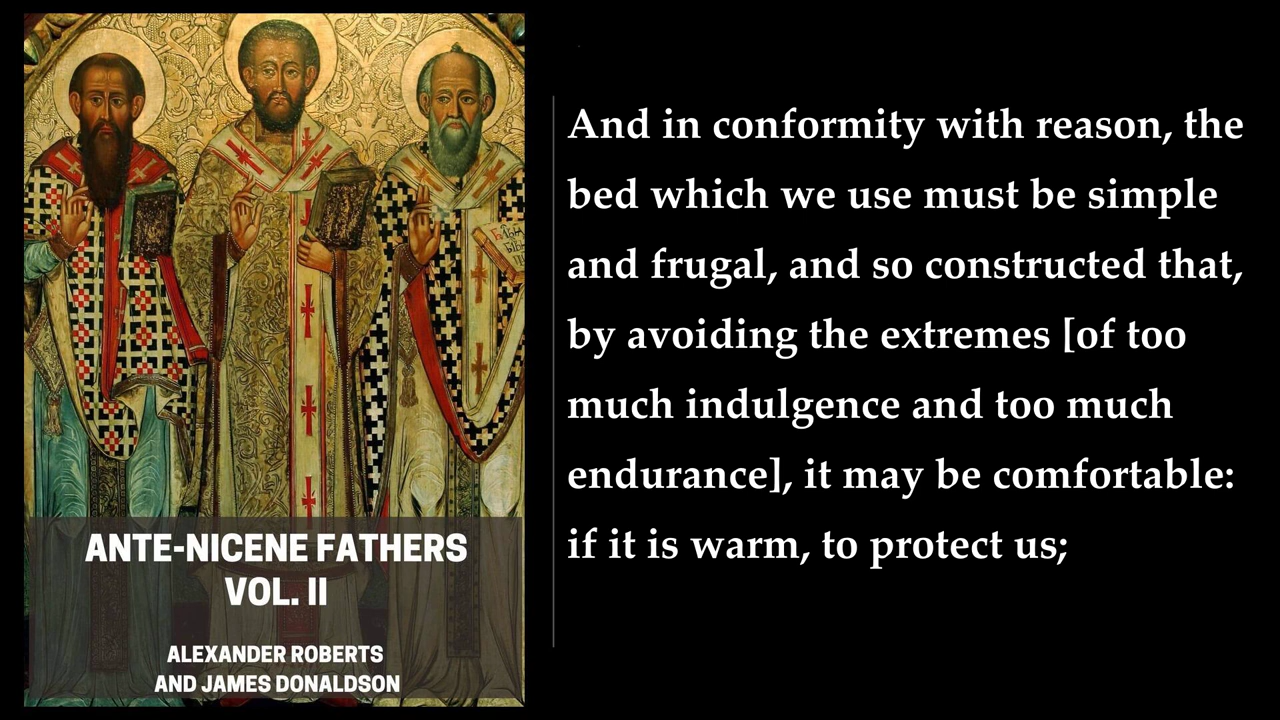 ANTE-NICENE FATHERS
VOL. II
ALEXANDER ROBERTS
AND JAMES DONALDSON
And in conformity with reason, the
bed which we use must be simple
and frugal, and so constructed that,
by avoiding the extremes [of too
much indulgence and too much
endurance], it may be comfortable:
if it is warm, to protect us;